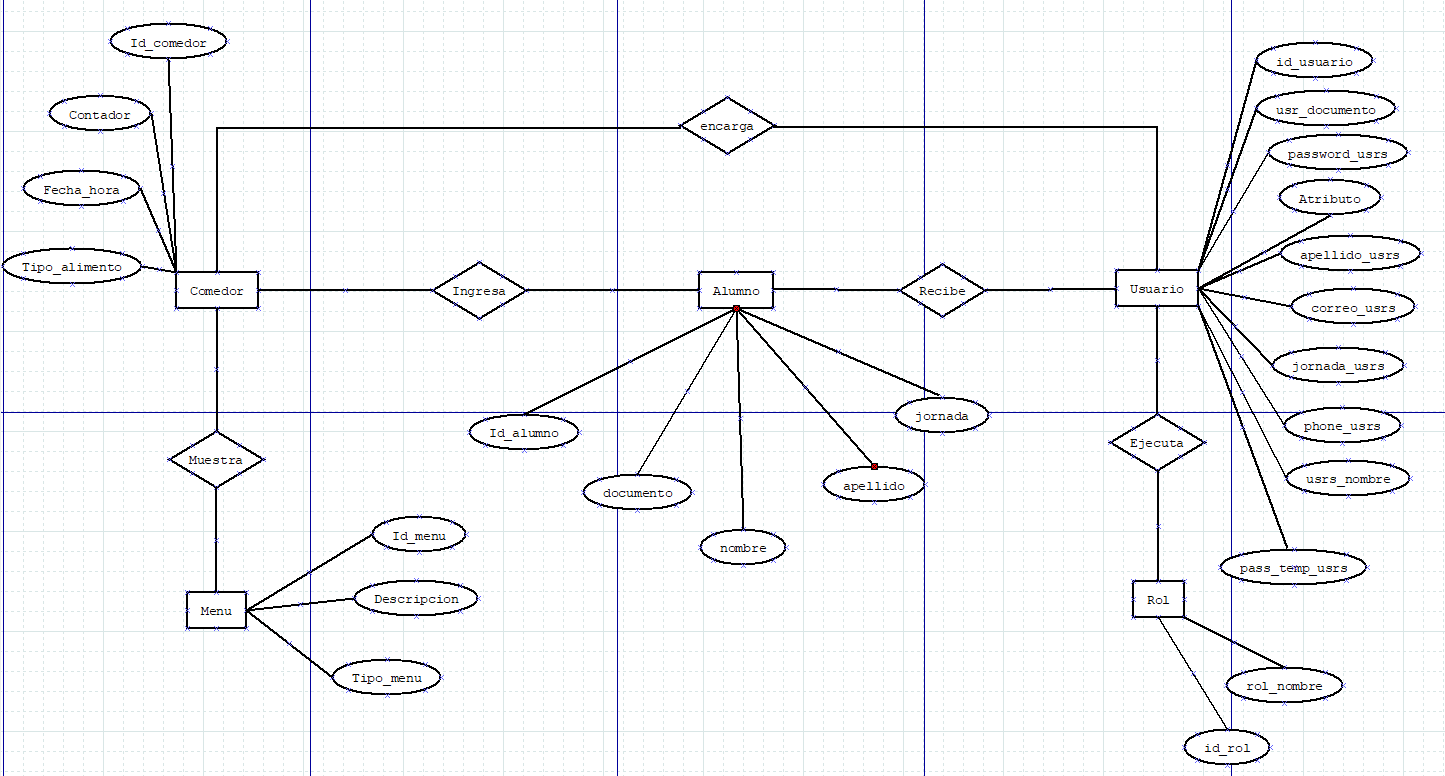 Id_comedor
id_usuario
usr_documento
Contador
encarga
password_usrs
Fecha_hora
Atributo
apellido_usrs
Tipo_alimento
Comedor
Ingresa
Alumno
Recibe
Usuario
correo_usrs
jornada_usrs
jornada
phone_usrs
Id_alumno
Ejecuta
Muestra
usrs_nombre
apellido
documento
Id_menu
nombre
pass_temp_usrs
Descripcion
Rol
Menu
Tipo_menu
rol_nombre
id_rol